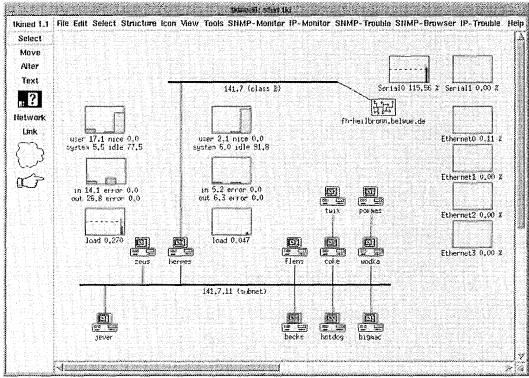 tkined1.1 File Edit Select Structure Icon View Tools SNMP-Monitor IP-Monitor SNMP-Trouble SNMP-Browser IP-Trouble Help
Select
Move
Alter
Text
?
Network
Link
141.7 (class B)
Serial0 115.56 %
Serial1 0.00 %
fh-heilbronn.belwue.de
user 17.1 nice 0.0
system 5.5 idle 77.5
user 2.1 nice 0.0
system 6.0 idle 91.8
Ethernet0 0.11 %
in 14.1 error 0.0
out 26.8 error 0.0
in 5.2 error 0.0
out 6.3 error 0.0
Ethernet1 0.00 %
twix
pommes
Ethernet2 0.00 %
load 0.270
load 0.047
zeus
hermes
flens
coke
wodka
Ethernet3 0.00 %
141.7.11 (subnet)
jever
becks
hotdog
bigmac